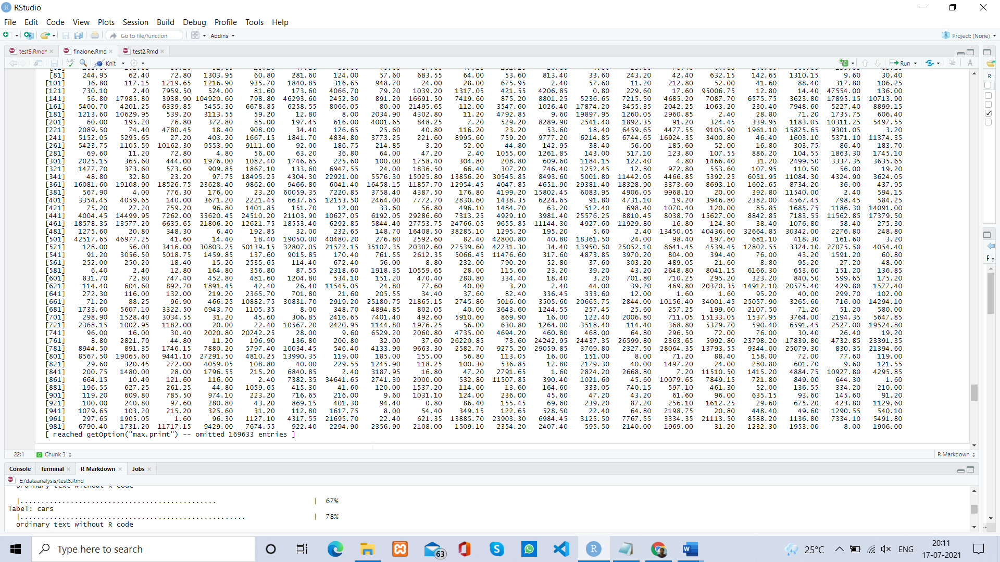 RStudio
File Edit Code View Plots Session Build Debug Profile Tools Help
Go to file/function Addins Project: (None)
test5.Rmd* finalone.Rmd test2.Rmd
ABC Knit Run
[81] 244.95 62.40 72.80 1303.95 60.80 281.60 124.00 57.60 683.55 64.00 53.60 813.40 33.60 243.20 42.40 632.15 142.65 1310.15 9.60 30.40
[101] 36.80 117.15 1219.65 1216.90 935.70 1840.85 316.65 948.70 24.00 28.00 675.95 2.40 57.60 11.20 212.80 52.00 41.60 88.40 317.80 106.25
[121] 730.10 2.40 7959.50 524.00 81.60 173.60 4066.70 79.20 1039.20 1317.05 421.55 4206.85 0.80 229.60 17.60 95006.75 12.80 14.40 47554.00 136.00
[141] 56.80 17985.80 3938.90 104920.60 798.80 46293.60 2452.30 891.20 16691.50 7419.60 875.20 8801.25 5236.65 7215.50 4685.20 7087.70 6575.75 3623.80 17895.15 10713.90
[161] 5400.70 4201.25 6339.85 5455.30 6678.85 6258.55 8066.05 80.00 21495.65 112.00 3547.60 1026.40 17874.20 3455.35 2042.25 1063.20 230.40 7948.60 5227.40 8899.15
[181] 1213.60 10629.95 539.20 3113.55 59.20 12.80 8.00 2034.90 4302.80 11.20 4792.85 9.60 19897.95 1260.05 2960.85 2.40 28.80 71.20 1735.75 606.40
[201] 60.00 195.20 76.80 372.80 85.00 197.45 616.00 4001.65 848.25 7.20 529.20 8289.90 2541.40 1892.35 91.20 324.45 339.95 1183.05 10311.25 5497.55
[221] 2089.50 74.40 4780.45 18.40 908.00 34.40 126.65 25.60 40.80 116.20 23.20 53.60 18.40 6459.65 4477.55 9105.90 1961.10 15825.65 9301.05 3.20
[241] 5152.05 5295.65 27.20 403.20 1667.15 1841.70 4834.80 3773.25 221.60 8995.60 759.20 9777.20 6214.85 6744.65 16924.35 3400.80 46.40 1603.10 5371.10 11374.35
[261] 5423.75 1105.50 10162.30 9553.90 9111.00 92.00 186.75 214.85 3.20 52.00 44.80 142.95 38.40 56.00 185.60 52.00 16.80 303.75 86.40 183.70
[281] 69.60 11.20 72.80 4.80 56.00 63.20 36.80 64.00 47.20 2.40 1055.00 1261.85 143.00 517.10 123.80 107.55 886.20 104.55 1863.30 1745.10
[301] 2025.15 365.60 444.00 1976.00 1082.40 1746.65 225.60 100.00 1758.40 304.80 208.80 609.60 1184.15 122.40 4.80 1466.40 31.20 2499.50 3337.35 3635.65
[321] 1477.70 373.60 573.60 909.85 1867.10 133.60 6947.55 24.00 1836.50 66.40 307.20 746.40 1252.45 12.80 972.80 553.60 107.95 110.50 56.00 19.20
[341] 48.80 32.80 23.20 97.75 18495.25 4304.30 22921.00 5576.30 15025.80 13856.20 30545.85 8493.60 5001.80 11442.05 4466.85 5392.25 6051.95 11084.30 4324.90 3624.05
[361] 16081.60 19108.90 18526.75 23628.40 9862.60 9466.80 6041.40 16458.15 11857.70 12954.45 4047.85 4651.90 29381.40 18328.90 3373.60 8693.10 1602.65 8734.20 36.00 437.95
[381] 567.90 4.00 776.30 176.00 23.20 60059.35 7220.85 3758.40 4387.50 176.80 4199.20 15802.45 6083.95 4906.05 9968.10 20.00 392.80 11540.00 2.40 594.15
[401] 3354.45 4059.65 140.00 3671.20 2221.45 6637.65 12153.50 2464.00 7772.70 2830.60 1438.35 6224.65 91.80 4731.10 19.20 3946.80 2382.00 4567.45 798.45 584.25
[421] 75.20 27.20 759.20 96.80 1401.85 151.70 12.00 33.60 56.80 496.10 1484.70 63.20 512.40 698.40 1070.40 120.00 85.85 1685.75 1186.30 14091.00
[441] 4004.45 14499.95 7262.00 33620.45 24510.20 21103.90 10627.05 6192.05 29286.60 7313.25 4929.10 3981.40 25576.25 8810.45 8038.70 15627.00 8842.85 7183.55 11562.85 17379.50
[461] 18578.35 13577.20 6635.65 21806.20 12621.75 18553.40 6292.85 5844.40 27753.75 24766.05 9655.85 11144.30 4927.60 11929.80 16.80 124.80 38.40 1076.80 58.40 275.30
[481] 1275.60 20.80 348.30 6.40 192.85 32.00 232.65 148.70 16408.50 38285.10 1295.20 195.20 5.60 2.40 13450.05 40436.60 32664.85 30342.00 2276.80 248.80
[501] 42517.65 46977.25 41.60 14.40 18.40 19050.00 40480.20 276.80 2592.60 82.40 42800.80 40.80 18361.50 24.00 98.40 197.60 681.10 418.30 161.60 3.20
[521] 128.00 56.00 3416.00 30803.25 50139.15 32807.05 21572.15 35107.35 20302.60 27539.60 42231.30 34.40 13950.50 25052.10 8641.45 4539.45 12802.55 3324.10 27075.50 4054.40
[541] 91.20 3056.50 5018.75 1459.85 137.60 9015.85 170.40 761.55 2612.35 5066.45 11476.60 317.60 4873.85 3970.20 804.00 394.40 76.00 43.20 1591.20 60.80
[561] 252.00 250.20 18.40 15.20 2535.65 114.40 672.40 56.00 8.80 232.00 790.20 52.80 37.60 303.20 489.05 21.60 8.80 95.20 27.20 48.00
[581] 6.40 2.40 12.80 164.80 356.80 87.55 2318.60 1918.35 10559.65 28.00 115.60 23.20 39.20 43.20 2648.80 8041.15 6166.30 653.60 151.20 136.85
[601] 831.70 72.80 747.40 452.80 481.60 1204.80 534.10 151.20 470.40 280.80 334.40 18.40 3.20 701.80 710.25 295.20 323.20 840.50 599.65 175.20
[621] 114.40 604.60 892.70 1891.45 42.40 26.40 11545.05 24.80 77.60 40.00 3.20 2.40 44.00 39.20 469.80 20370.35 14912.10 20575.40 429.80 1577.40
[641] 272.30 116.00 132.00 219.20 2365.70 701.80 21.60 205.55 34.40 37.60 82.40 336.45 333.60 12.00 1.60 1.60 95.20 40.00 299.70 102.00
[661] 71.20 88.25 96.90 466.25 10882.75 30831.70 2919.20 25180.75 21865.15 2745.80 5016.00 3505.60 20665.75 2844.00 10156.40 34001.45 25057.90 3265.60 716.00 14294.10
[681] 1733.60 5607.10 3322.50 6943.70 1105.35 8.00 348.70 4894.85 802.05 40.00 3643.60 1244.55 257.45 25.60 257.25 199.60 2107.50 71.20 51.20 580.00
[701] 298.90 1528.40 3034.55 31.20 45.60 306.85 2416.65 7401.40 492.60 5910.60 869.90 16.00 122.40 2006.80 711.05 15133.05 1537.95 3764.00 2194.35 5647.85
[721] 2368.15 1002.95 1182.00 20.00 22.40 10567.20 2420.95 1144.80 1976.25 56.00 630.80 1264.00 3518.40 114.40 368.80 5379.70 590.40 6591.45 2527.00 19524.80
[741] 96.00 16.00 30.40 2020.80 20242.25 28.00 9.60 6529.20 2060.80 4735.00 4694.20 460.80 468.00 64.80 296.50 72.00 76.00 30.40 26.40 19.20
[761] 8.80 2821.70 44.80 11.20 196.90 136.80 200.80 32.00 37.60 26220.85 73.60 24242.95 24437.35 26599.80 2363.65 5992.80 23798.20 17839.80 4732.85 23391.35
[781] 8944.50 891.35 1746.15 7880.20 5797.40 10034.45 546.40 4133.90 9663.30 2582.70 9275.20 29059.85 3769.80 2327.50 28064.35 13793.55 9344.00 25079.30 830.35 21394.60
[801] 8567.50 19065.60 9441.10 27291.50 4810.25 13990.35 119.00 185.00 155.00 56.80 113.05 16.00 151.00 8.00 71.20 88.40 158.00 72.00 77.60 119.00
[821] 29.60 320.45 272.00 4059.05 108.80 40.00 229.55 1245.90 118.25 100.30 536.85 12.80 2179.30 40.00 1497.20 24.00 280.80 601.70 9.60 121.55
[841] 200.75 1480.00 28.00 1796.55 215.20 6840.85 2.40 3187.95 16.80 47.20 2791.65 1.60 2824.20 2668.80 7.20 11510.50 1415.20 4884.75 10927.80 4295.85
[861] 664.15 10.40 121.60 116.00 2.40 7382.35 34641.65 2741.30 2000.00 532.80 11507.85 390.40 1021.60 45.60 10079.65 7849.15 721.80 849.00 644.30 1.60
[881] 196.55 627.25 261.25 44.80 1059.65 415.30 41.60 120.00 1537.20 114.60 13.60 164.60 333.05 740.15 597.10 461.30 52.00 136.55 334.20 210.00
[901] 119.20 609.80 785.50 974.10 223.20 716.65 216.00 9.60 1031.10 124.00 236.00 45.60 47.20 43.20 61.60 96.00 635.15 93.60 145.60 91.20
[921] 100.00 240.80 97.60 280.80 43.20 869.15 401.30 94.40 0.80 86.40 155.45 69.60 239.20 87.20 256.10 1612.25 29.60 675.20 423.80 1129.60
[941] 1079.65 103.20 215.20 325.60 31.20 112.80 1617.75 8.00 54.40 349.15 122.65 528.50 22.40 64.80 2198.75 20.80 448.40 49.60 1290.55 540.10
[961] 297.65 1905.05 1.60 96.30 1127.10 4317.55 21695.70 22.40 621.35 13885.70 23903.30 6984.45 3125.50 7767.55 3334.35 21113.50 8588.20 1136.80 7334.10 5491.80
[981] 6790.40 1731.20 11717.15 9429.00 7674.55 922.40 2294.90 2356.90 2108.00 1509.10 2354.20 2407.40 595.50 2140.00 1969.00 31.20 1232.30 1953.00 8.00 1906.00
[ reached getOption("max.print") -- omitted 169633 entries ]
22:1 Chunk 3 R Markdown
Console Terminal R Markdown Jobs
E:/dataanalysis/test5.Rmd
ordinary text without R code
|............................................... | 67%
label: cars
|...................................................... | 78%
ordinary text without R code
Type here to search
63
25°C ENG
20:11
17-07-2021